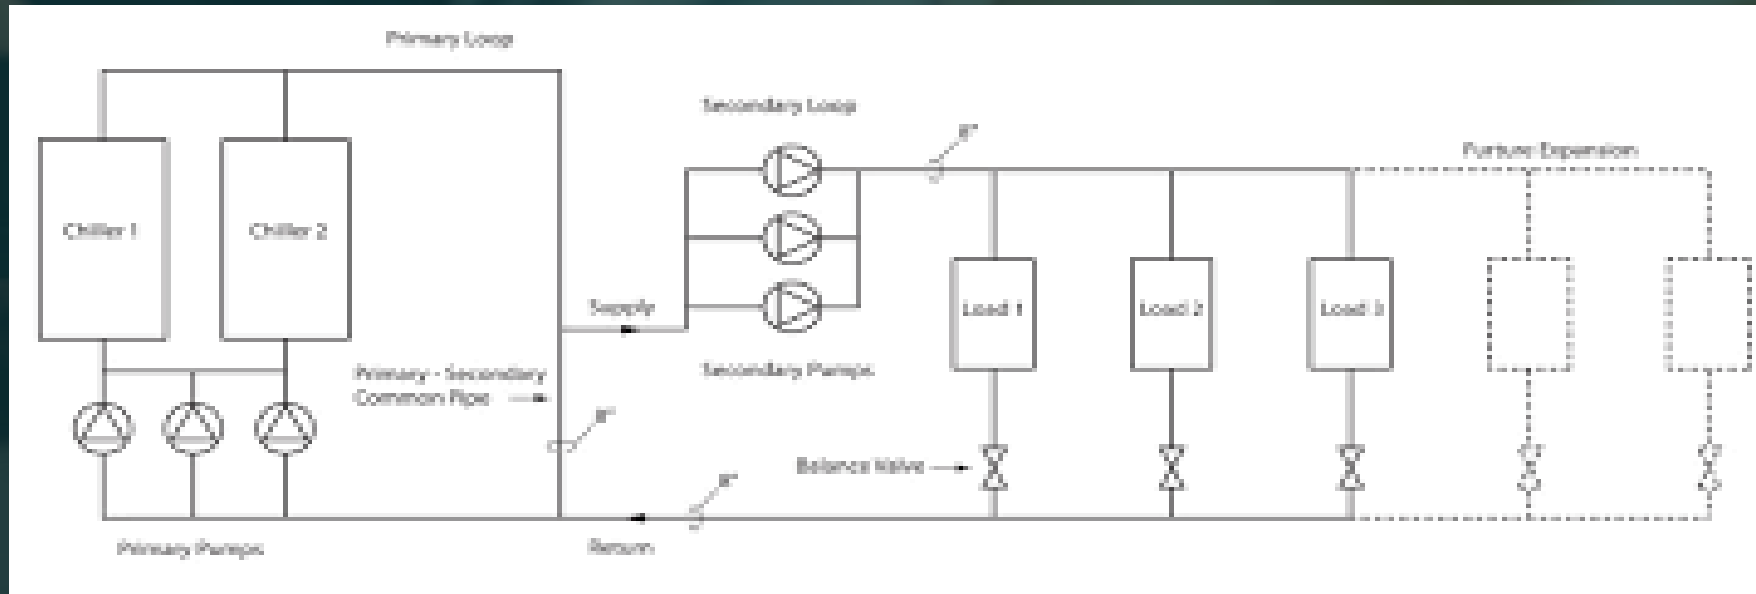 Primary Loop
Secondary Loop
8"
Furture Expansion
Chiller 1
Chiller 2
Supply
Load 1
Load 2
Load 3
Primary - Secondary
Common Pipe
Secondary Pumps
8"
Balance Valve
8"
Primary Pumps
Return